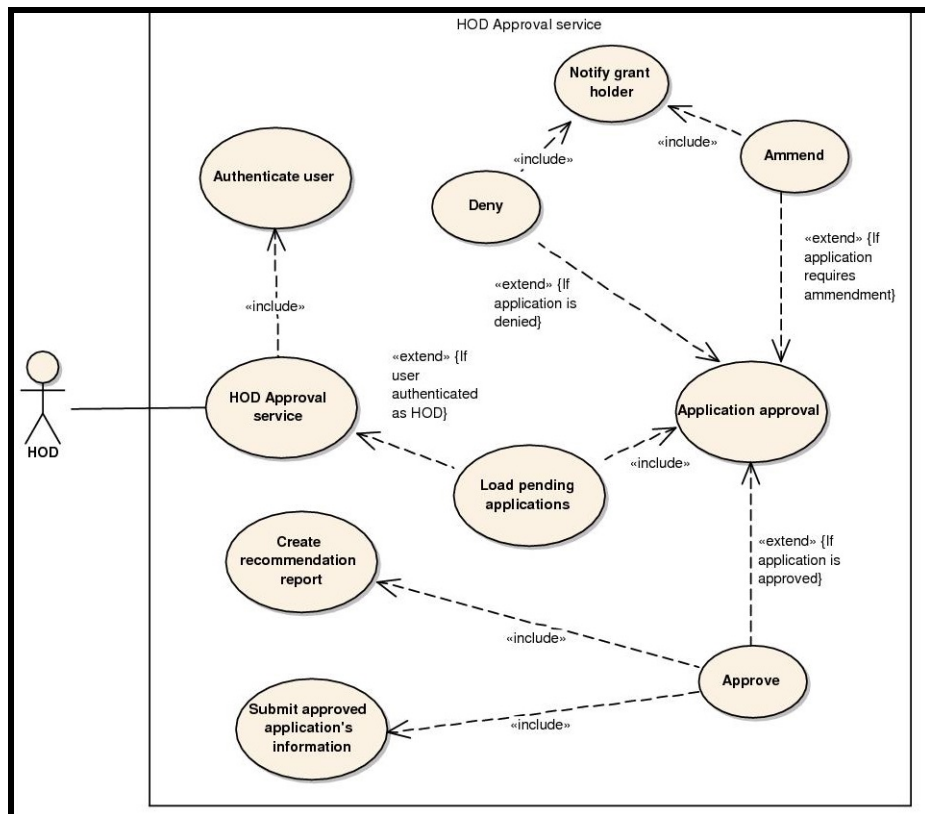 HOD Approval service
Notify grant
holder
«include»
«include»
Ammend
Authenticate user
Deny
«extend» {If
application
requires
ammendment}
«extend» {If
application is
denied}
«include»
«extend» {If
user
authenticated
as HOD}
HOD Approval
service
Application approval
HOD
«include»
Load pending
applications
Create
recommendation
report
«extend» {If
application is
approved}
«include»
Approve
Submit approved
application's
information
«include»